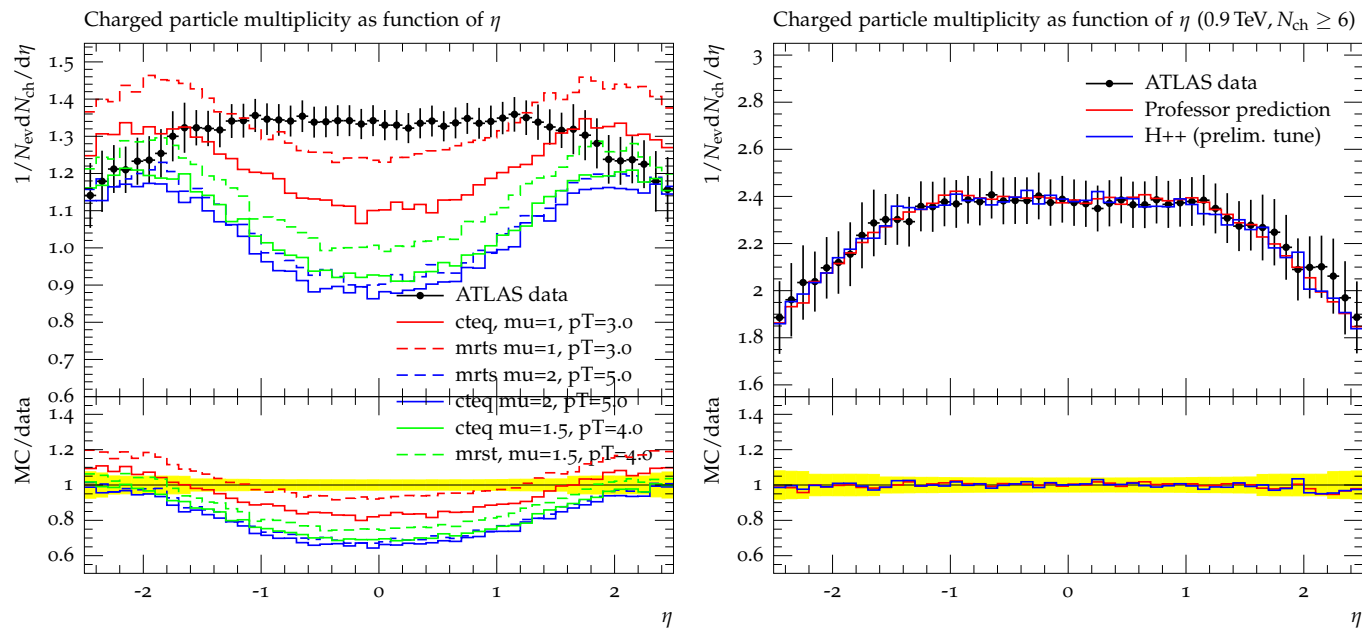 Charged particle multiplicity as function of η
1/Nev dNch/dη
1.5
1.4
1.3
1.2
1.1
1.0
0.9
0.8
0.7
0.6
ATLAS data
cteq, mu=1, pT=3.0
mrts mu=1, pT=3.0
mrts mu=2, pT=5.0
cteq mu=2, pT=5.0
cteq mu=1.5, pT=4.0
mrst, mu=1.5, pT=4.0
MC/data
1.4
1.2
1
0.8
0.6
-2 -1 0 1 2
η
Charged particle multiplicity as function of η (0.9 TeV, Nch ≥ 6)
1/Nev dNch/dη
3
2.8
2.6
2.4
2.2
2
1.8
1.6
ATLAS data
Professor prediction
H++ (prelim. tune)
MC/data
1.4
1.2
1
0.8
0.6
-2 -1 0 1 2
η